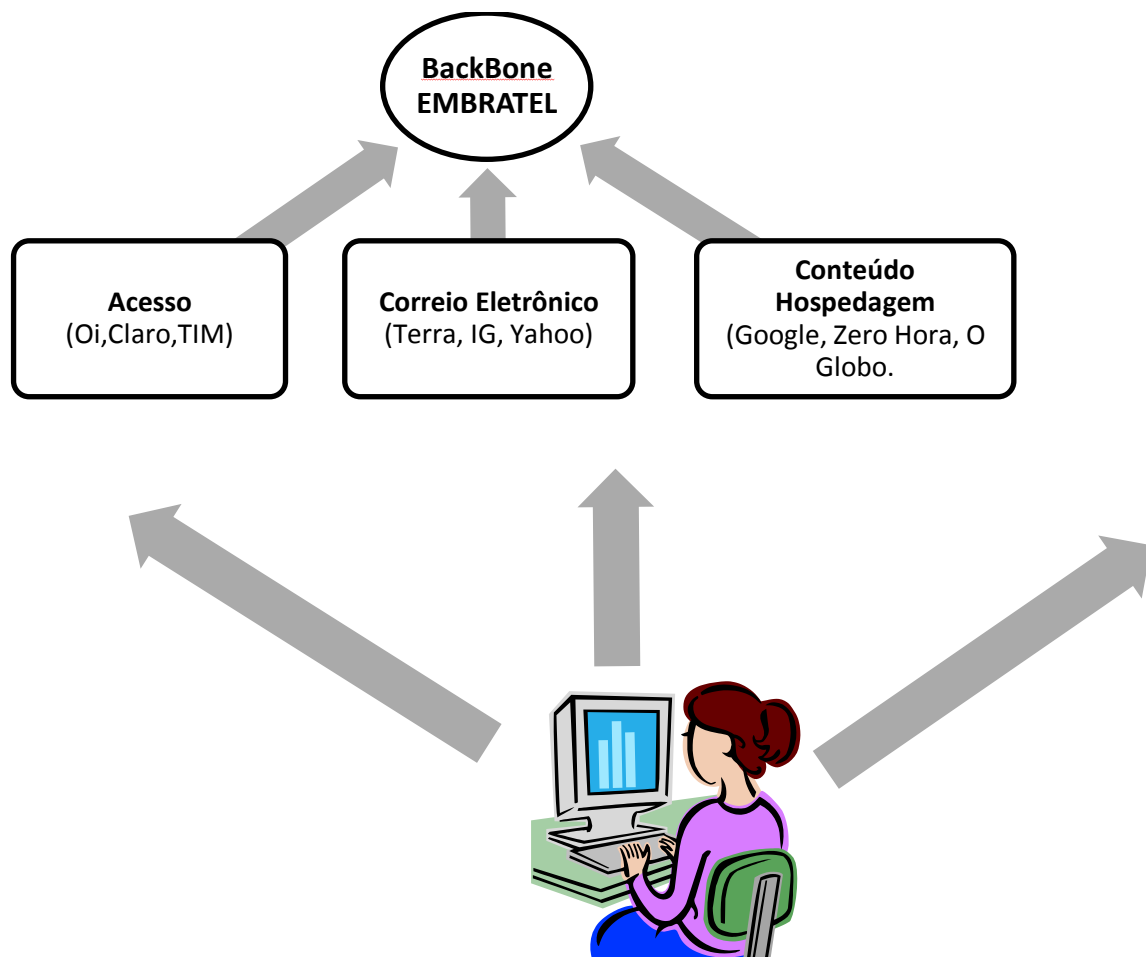 BackBone
EMBRATEL
Acesso
(Oi,Claro,TIM)
Correio Eletrônico
(Terra, IG, Yahoo)
Conteúdo
Hospedagem
(Google, Zero Hora, O
Globo.